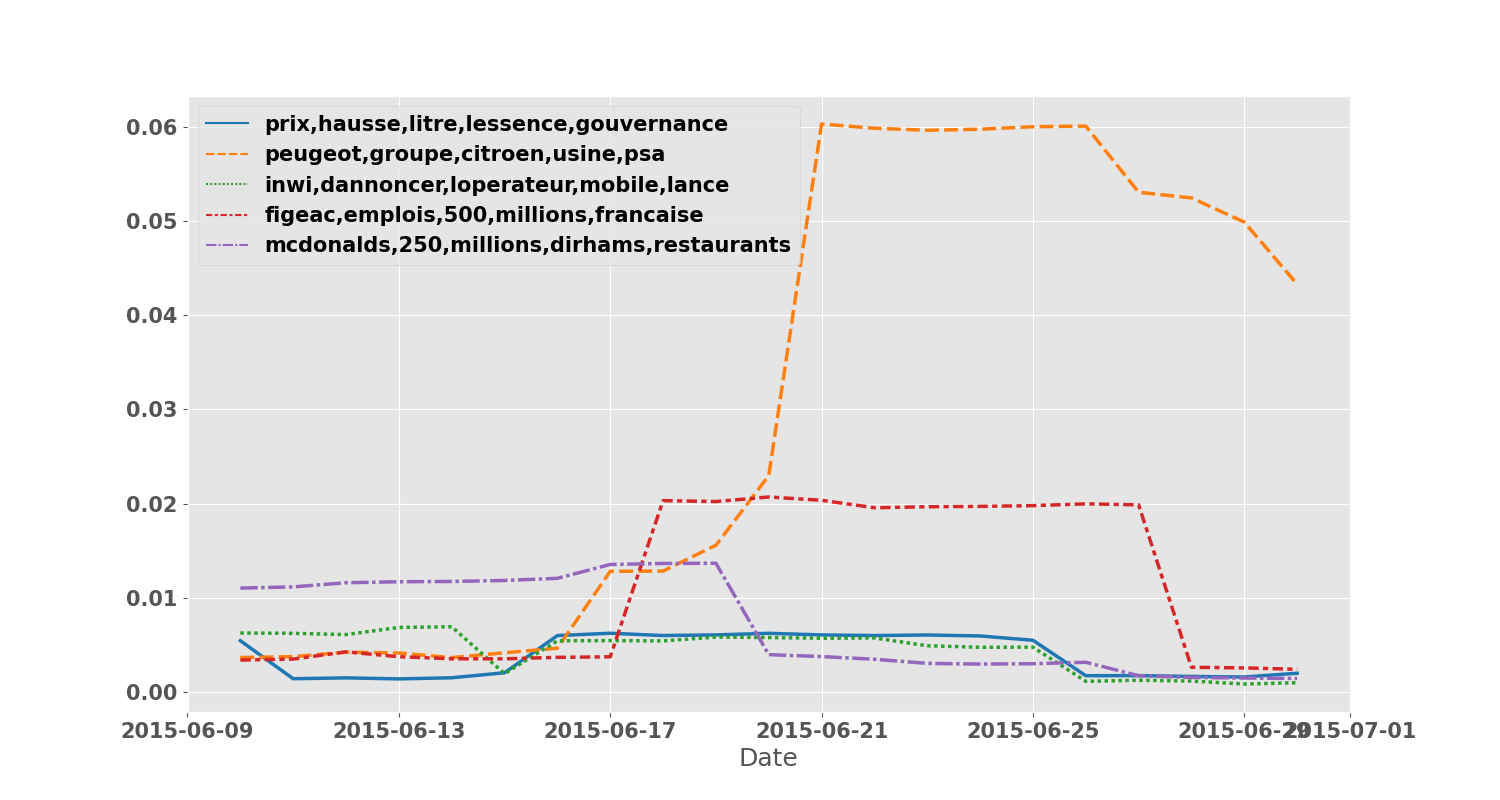 prix,hausse,litre,lessence,gouvernance
peugeot,groupe,citroen,usine,psa
inwi,dannoncer,loperateur,mobile,lance
figeac,emplois,500,millions,francaise
mcdonalds,250,millions,dirhams,restaurants
0.06
0.05
0.04
0.03
0.02
0.01
0.00
2015-06-09 2015-06-13 2015-06-17 2015-06-21 2015-06-25 2015-06-29 2015-07-01
Date